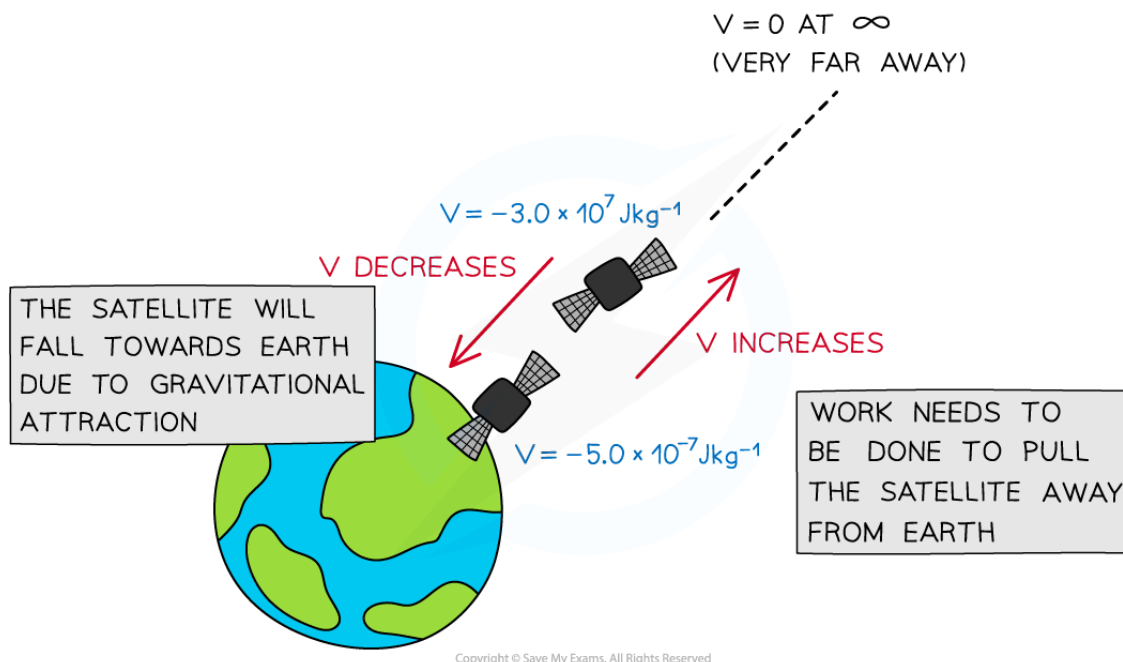 V = 0 AT ∞
(VERY FAR AWAY)
V = −3.0 × 10⁷ Jkg⁻¹
V DECREASES
THE SATELLITE WILL
FALL TOWARDS EARTH
DUE TO GRAVITATIONAL
ATTRACTION
V INCREASES
V = −5.0 × 10⁻⁷ Jkg⁻¹
WORK NEEDS TO
BE DONE TO PULL
THE SATELLITE AWAY
FROM EARTH
Copyright © Save My Exams. All Rights Reserved